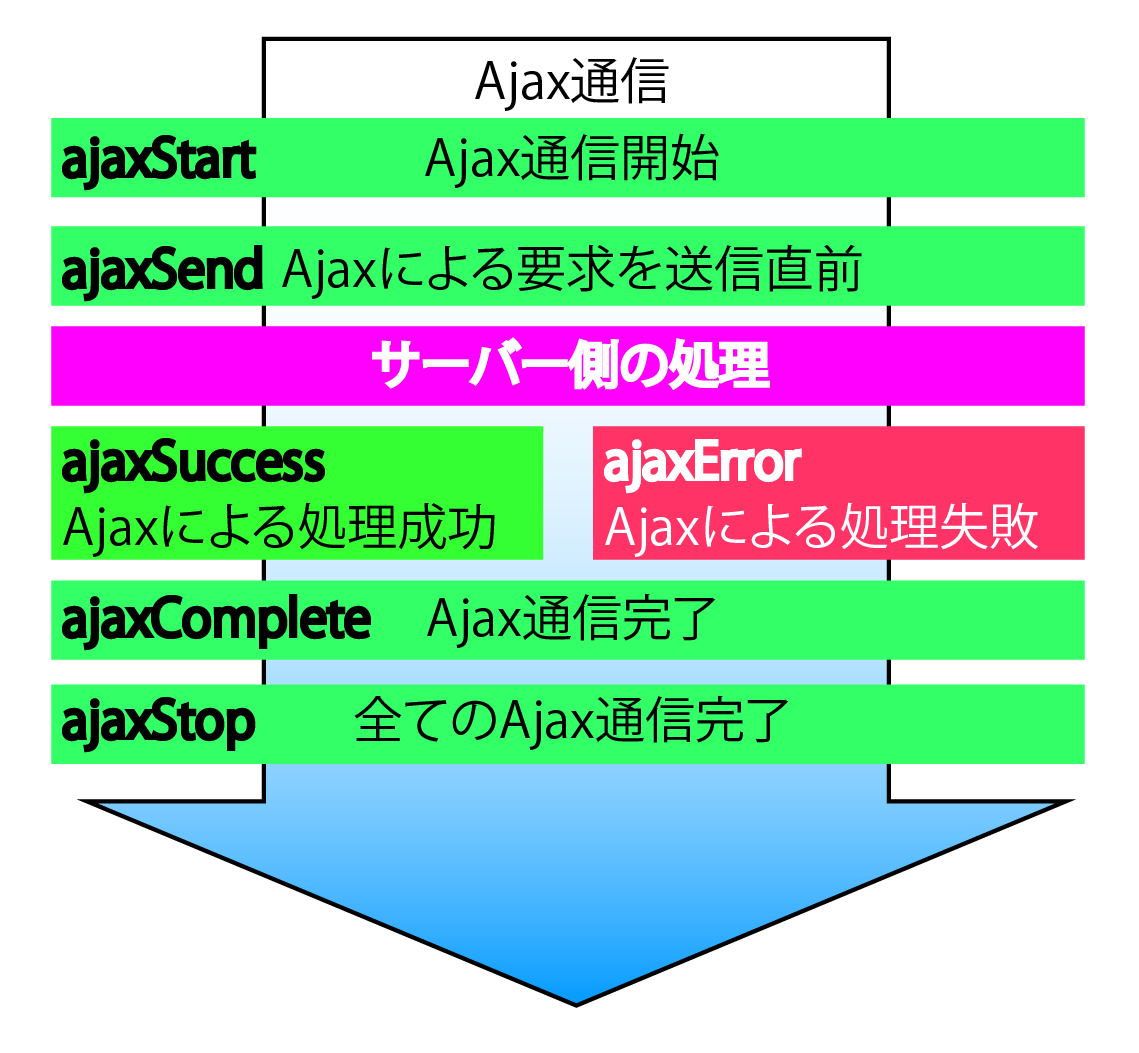 Ajax通信
ajaxStart Ajax通信開始
ajaxSend Ajaxによる要求を送信直前
サーバー側の処理
ajaxSuccess
Ajaxによる処理成功
ajaxError
Ajaxによる処理失敗
ajaxComplete Ajax通信完了
ajaxStop 全てのAjax通信完了